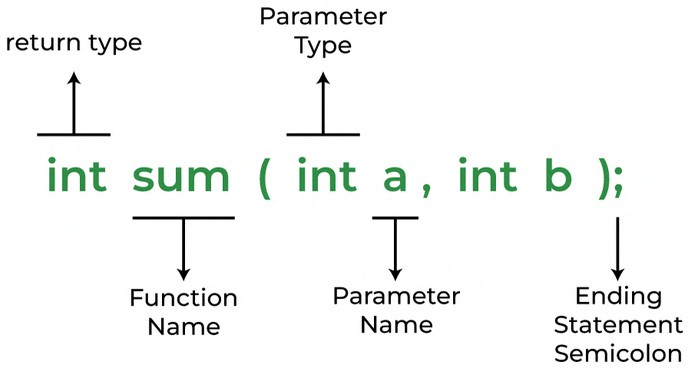 Parameter
return type
Type
int sum ( int a , int b );
Function
Name
Parameter
Name
Ending
Statement
Semicolon